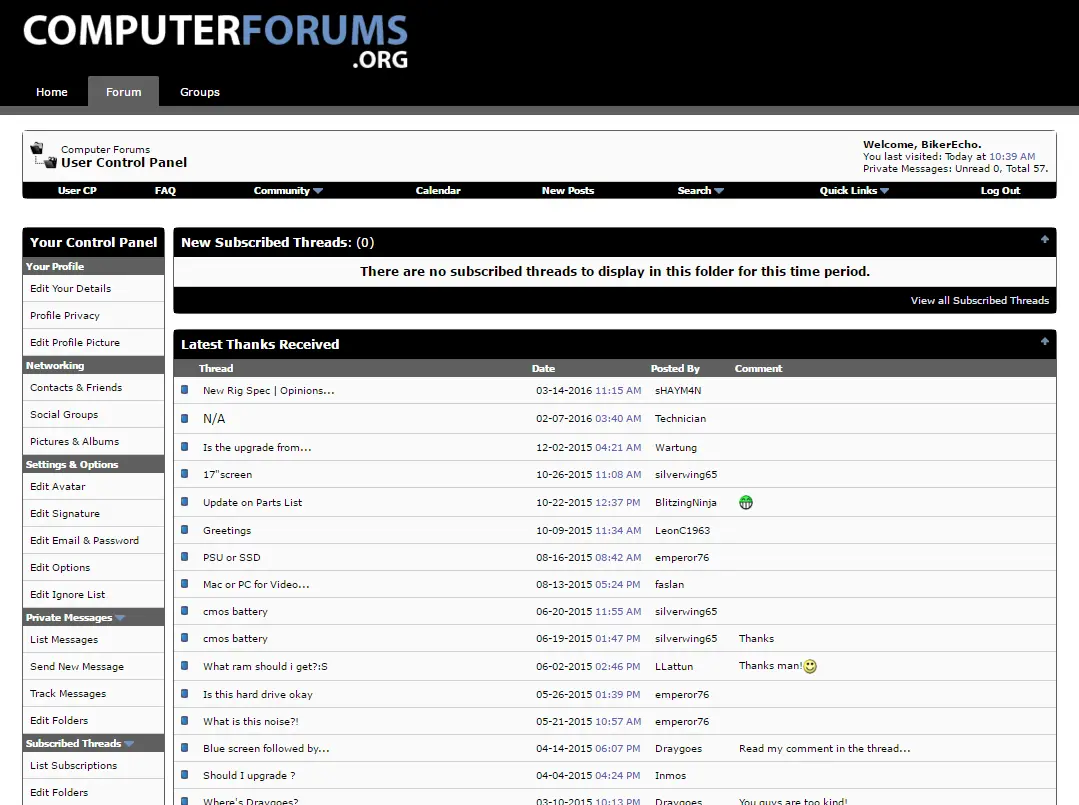 COMPUTERFORUMS
.ORG
Home Forum Groups
Computer Forums
User Control Panel
Welcome, BikerEcho.
You last visited: Today at 10:39 AM
Private Messages: Unread 0, Total 57.
User CP FAQ Community Calendar New Posts Search Quick Links Log Out
Your Control Panel
Your Profile
Edit Your Details
Profile Privacy
Edit Profile Picture
Networking
Contacts & Friends
Social Groups
Pictures & Albums
Settings & Options
Edit Avatar
Edit Signature
Edit Email & Password
Edit Options
Edit Ignore List
Private Messages
List Messages
Send New Message
Track Messages
Edit Folders
Subscribed Threads
List Subscriptions
Edit Folders
New Subscribed Threads: (0)
There are no subscribed threads to display in this folder for this time period.
View all Subscribed Threads
Latest Thanks Received
Thread Date Posted By Comment
New Rig Spec | Opinions... 03-14-2016 11:15 AM sHAYM4N
N/A 02-07-2016 03:40 AM Technician
Is the upgrade from... 12-02-2015 04:21 AM Wartung
17"screen 10-26-2015 11:08 AM silverwing65
Update on Parts List 10-22-2015 12:37 PM BlitzingNinja
Greetings 10-09-2015 11:34 AM LeonC1963
PSU or SSD 08-16-2015 08:42 AM emperor76
Mac or PC for Video... 08-13-2015 05:24 PM faslan
cmos battery 06-20-2015 11:55 AM silverwing65
cmos battery 06-19-2015 01:47 PM silverwing65 Thanks
What ram should i get?:S 06-02-2015 02:46 PM LLattun Thanks man!
Is this hard drive okay 05-26-2015 01:39 PM emperor76
What is this noise?! 05-21-2015 10:57 AM emperor76
Blue screen followed by... 04-14-2015 06:07 PM Draygoes Read my comment in the thread...
Should I upgrade ? 04-04-2015 04:24 PM Inmos
Where's Draygoes? 03-10-2015 10:13 PM Draygoes You guys are too kind!